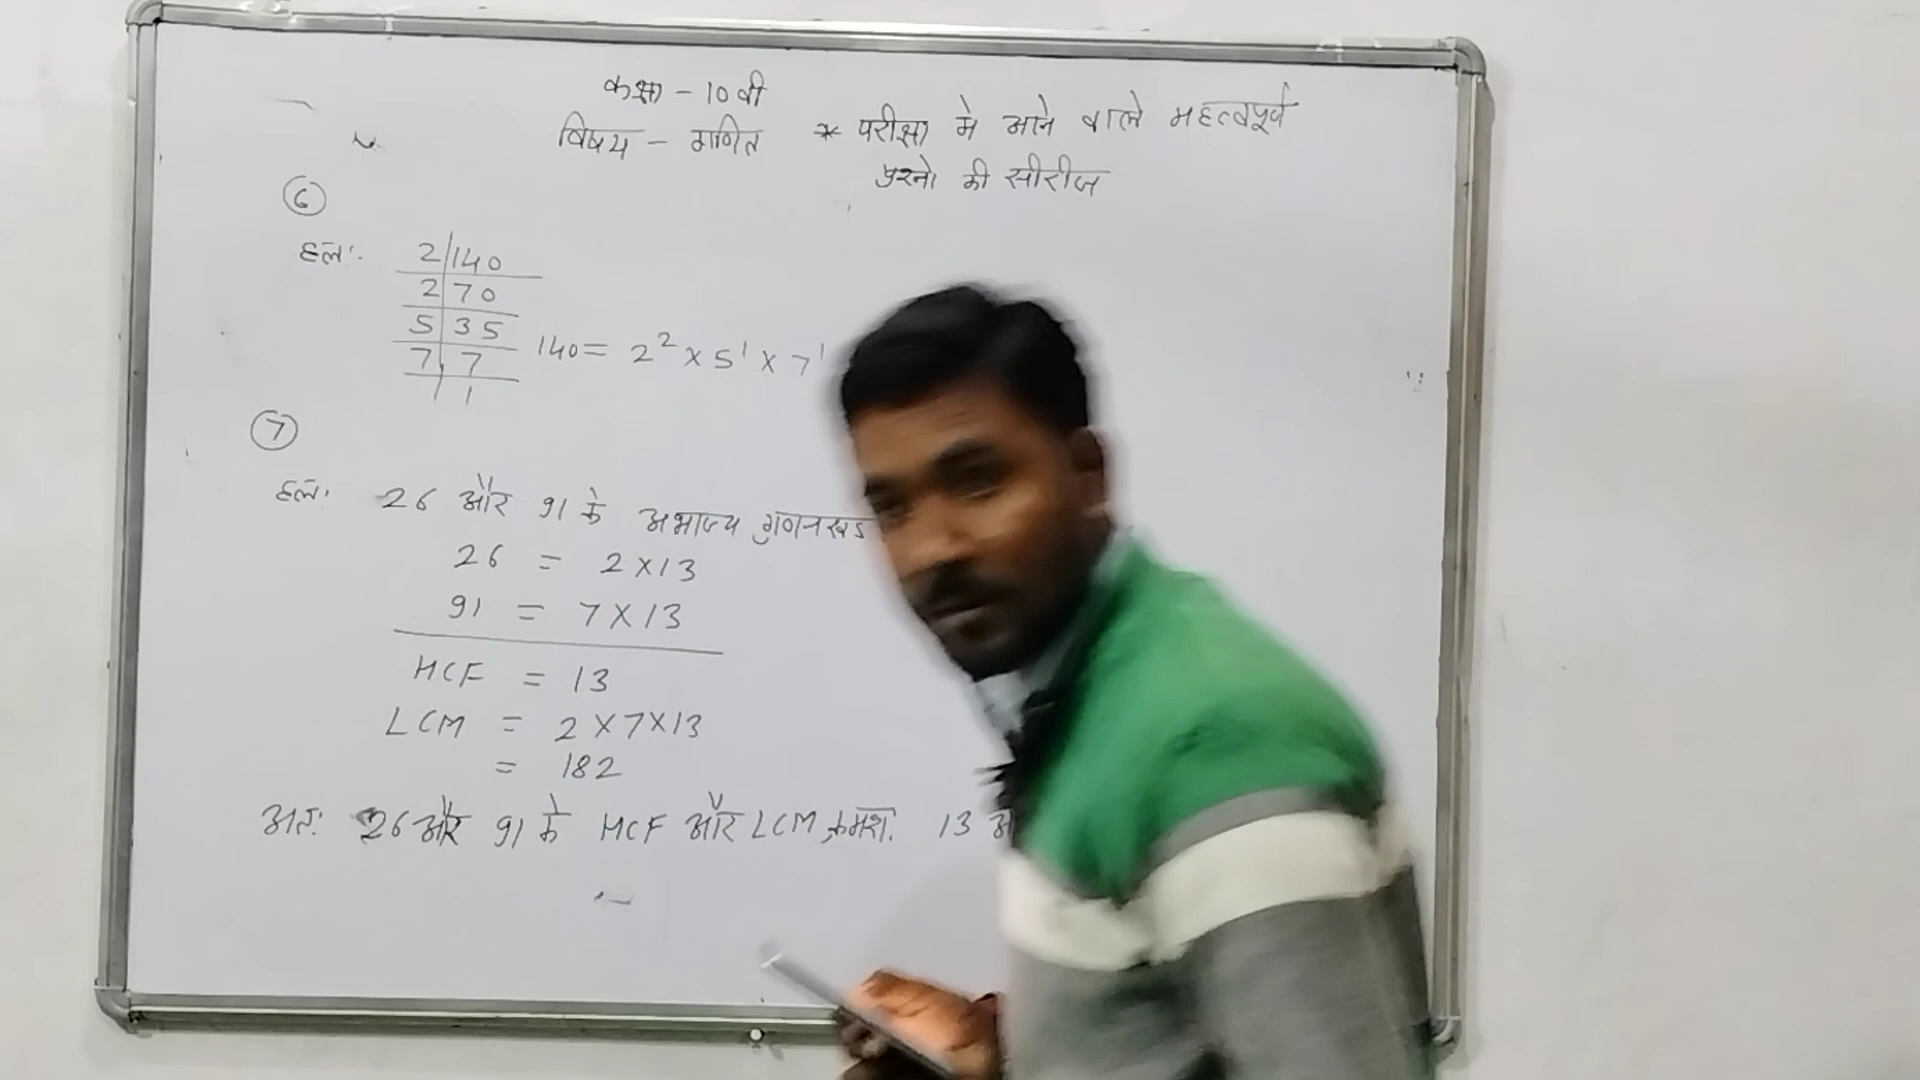 कक्षा - 10 वी
विषय - गणित * परीक्षा मे आने वाले महत्वपूर्व
प्रश्नो की सीरीज
6
हल:- 2 | 140
2 | 70
5 | 35
7 | 7 140 = 2² × 5¹ × 7¹
1
7
हल: 26 और 91 के अभाज्य गुणनखंड
26 = 2 × 13
91 = 7 × 13
HCF = 13
LCM = 2 × 7 × 13
= 182
अत: 26 और 91 के HCF और LCM क्रमश: 13